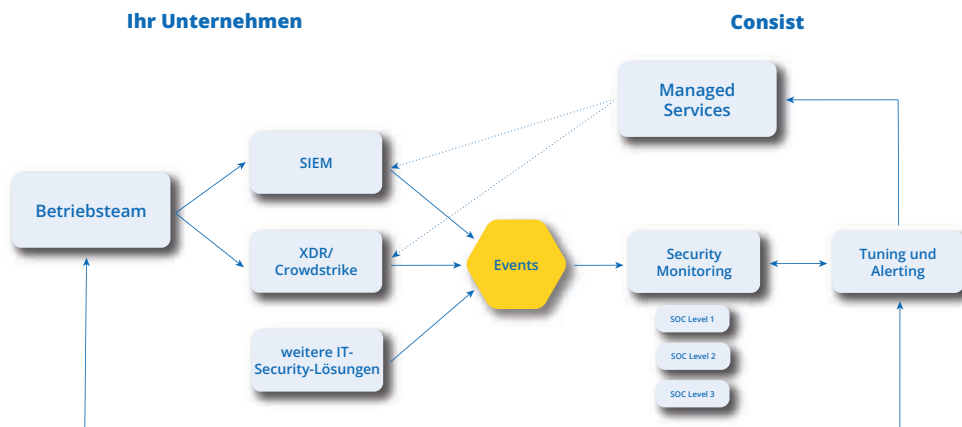 Ihr Unternehmen
Consist
Managed
Services
SIEM
Betriebsteam
XDR/
Crowdstrike
Events
Security
Monitoring
Tuning und
Alerting
weitere IT-
Security-Lösungen
SOC Level 1
SOC Level 2
SOC Level 3